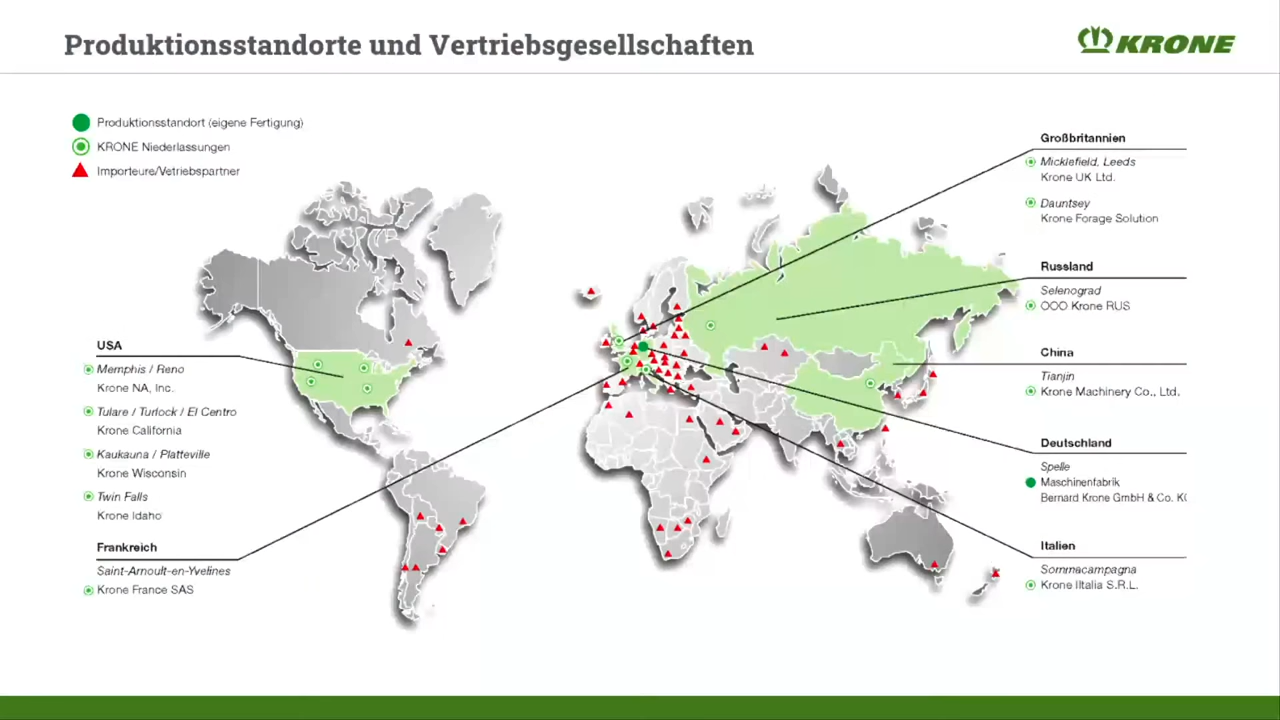 Produktionsstandorte und Vertriebsgesellschaften
KRONE
Produktionsstandort (eigene Fertigung)
KRONE Niederlassungen
Importeure/Vertriebspartner
USA
Memphis / Reno
Krone NA, Inc.
Tulare / Turlock / El Centro
Krone California
Kaukauna / Platteville
Krone Wisconsin
Twin Falls
Krone Idaho
Frankreich
Saint-Arnoult-en-Yvelines
Krone France SAS
Großbritannien
Micklefield, Leeds
Krone UK Ltd.
Dauntsey
Krone Forage Solution
Russland
Selenograd
OOO Krone RUS
China
Tianjin
Krone Machinery Co., Ltd.
Deutschland
Spelle
Maschinenfabrik
Bernard Krone GmbH & Co. K
Italien
Sommacampagna
Krone IItalia S.R.L.